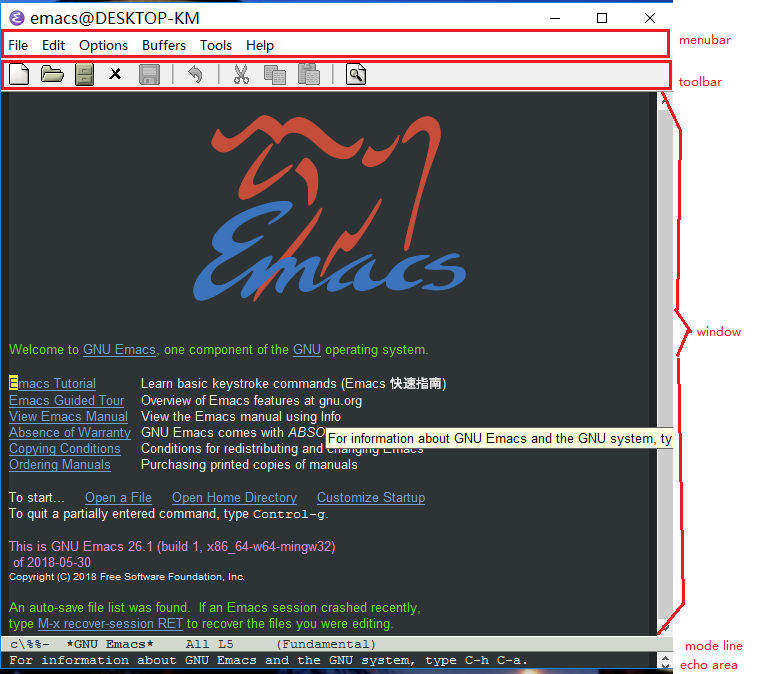 emacs@DESKTOP-KM
File Edit Options Buffers Tools Help
menubar
toolbar
Emacs
Welcome to GNU Emacs, one component of the GNU operating system.
window
Emacs Tutorial Learn basic keystroke commands (Emacs 快速指南)
Emacs Guided Tour Overview of Emacs features at gnu.org
View Emacs Manual View the Emacs manual using Info
Absence of Warranty GNU Emacs comes with ABSO
For information about GNU Emacs and the GNU system, ty
Copying Conditions Conditions for redistributing and changing Emacs
Ordering Manuals Purchasing printed copies of manuals
To start... Open a File Open Home Directory Customize Startup
To quit a partially entered command, type Control-g.
This is GNU Emacs 26.1 (build 1, x86_64-w64-mingw32)
of 2018-05-30
Copyright (C) 2018 Free Software Foundation, Inc.
An auto-save file list was found. If an Emacs session crashed recently,
type M-x recover-session RET to recover the files you were editing.
c\%%- *GNU Emacs* All L5 (Fundamental)
mode line
For information about GNU Emacs and the GNU system, type C-h C-a.
echo area